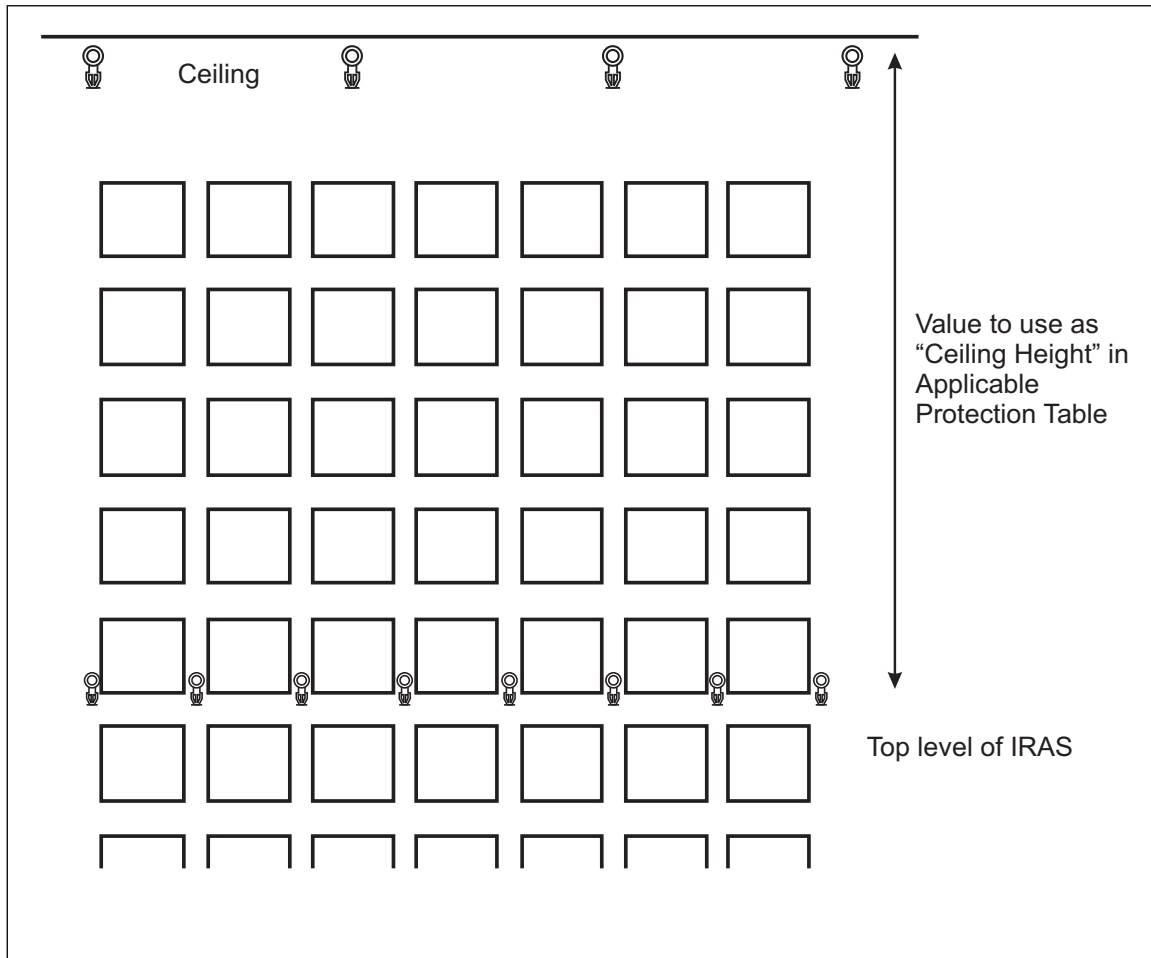 Ceiling
Value to use as
“Ceiling Height” in
Applicable
Protection Table
Top level of IRAS